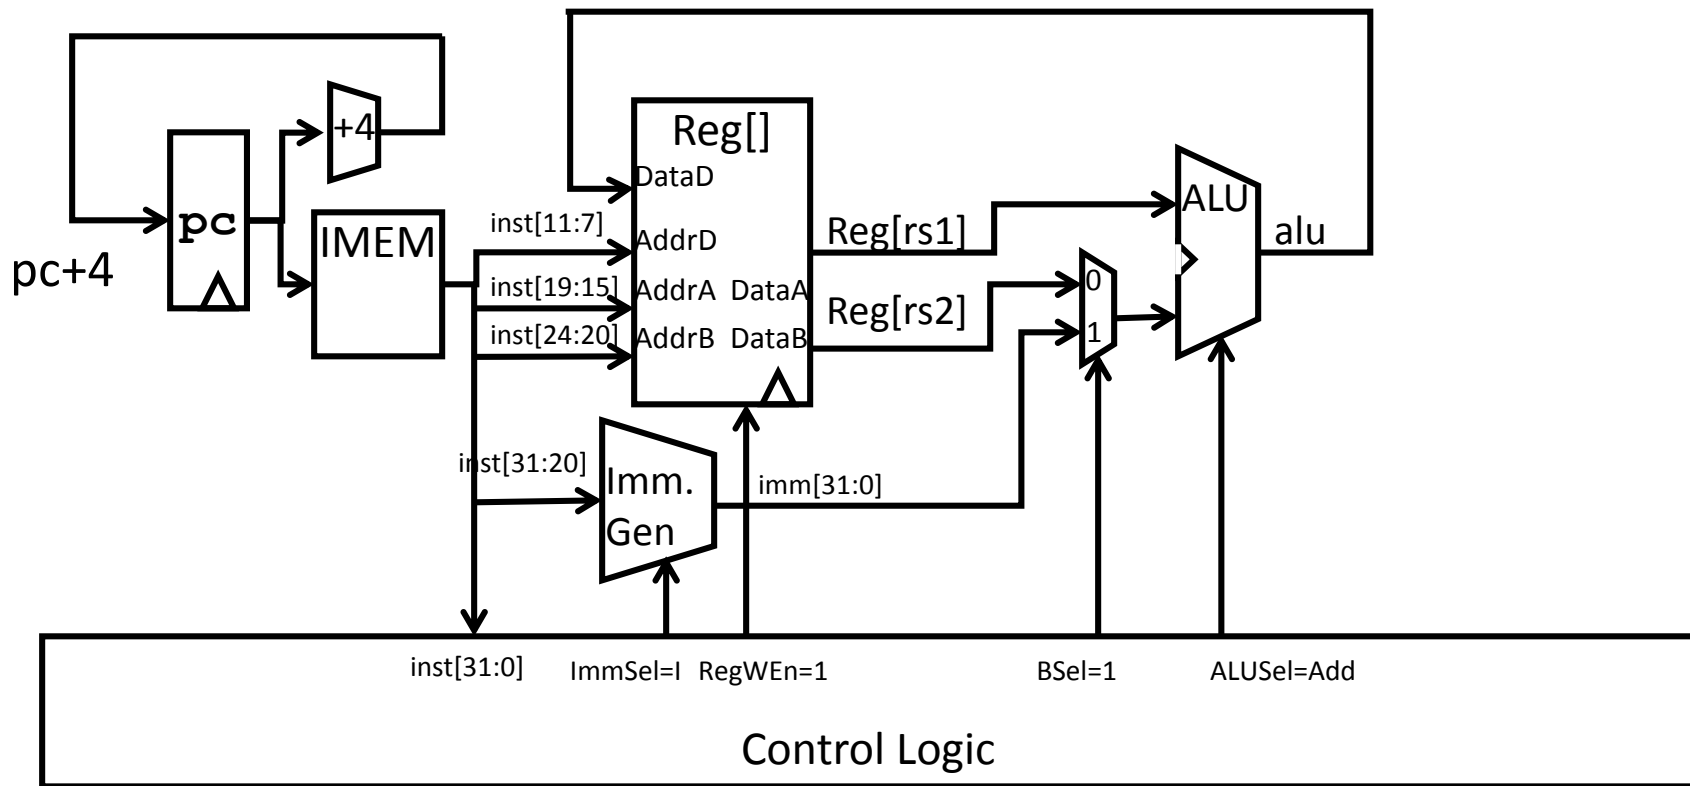 +4
pc
pc+4
IMEM
Reg[]
DataD
inst[11:7]
AddrD
inst[19:15]
AddrA DataA
inst[24:20]
AddrB DataB
Reg[rs1]
Reg[rs2]
0
1
ALU
alu
inst[31:20]
Imm.
Gen
imm[31:0]
inst[31:0]
ImmSel=I
RegWEn=1
BSel=1
ALUSel=Add
Control Logic